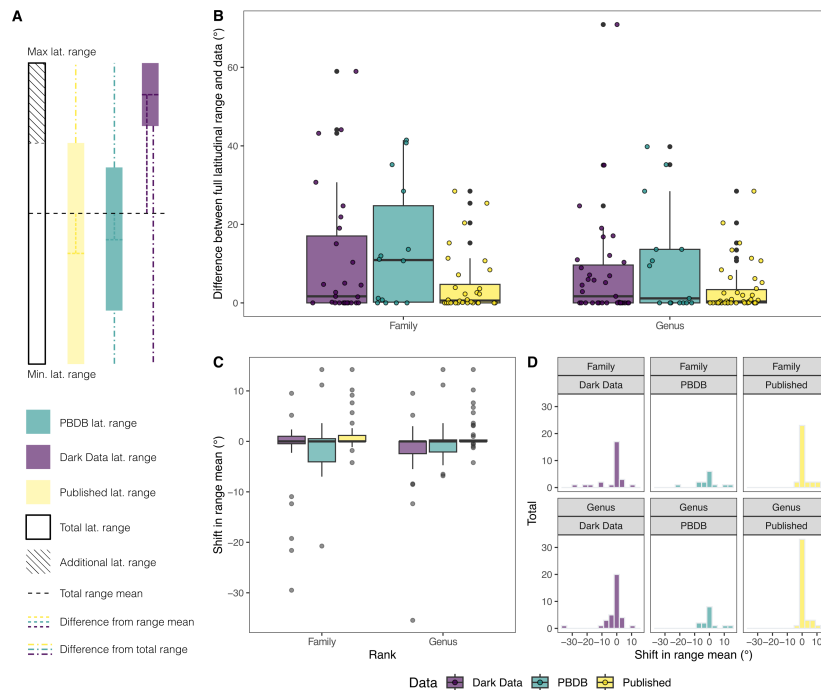 A
Max lat. range
Min. lat. range
PBDB lat. range
Dark Data lat. range
Published lat. range
Total lat. range
Additional lat. range
Total range mean
Difference from range mean
Difference from total range
B
Difference between full latitudinal range and data (°)
60
40
20
0
Family
Genus
C
Shift in range mean (°)
10
0
−10
−20
−30
Family
Genus
Rank
D
Total
Family
Family
Family
Dark Data
PBDB
Published
30
20
10
0
Genus
Genus
Genus
Dark Data
PBDB
Published
30
20
10
0
−30 −20 −10 0 10
−30 −20 −10 0 10
−30 −20 −10 0 10
Shift in range mean (°)
Data
Dark Data
PBDB
Published